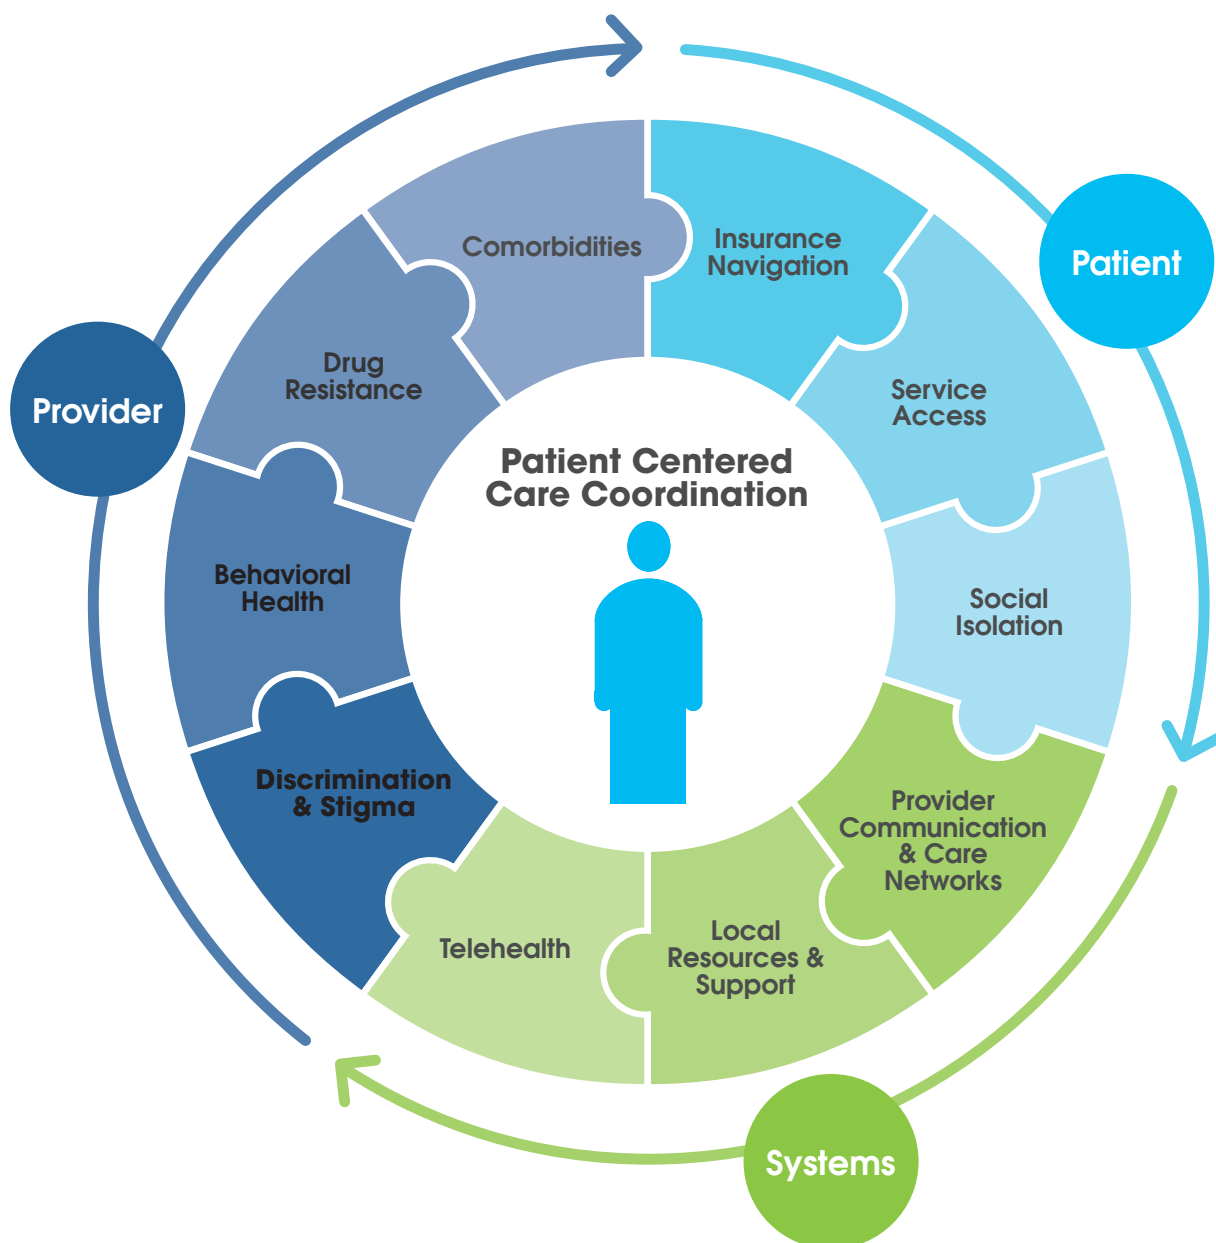 Patient Centered
Care Coordination
Patient
Insurance
Navigation
Service
Access
Social
Isolation
Systems
Provider
Communication
& Care
Networks
Local
Resources &
Support
Telehealth
Provider
Discrimination
& Stigma
Behavioral
Health
Drug
Resistance
Comorbidities